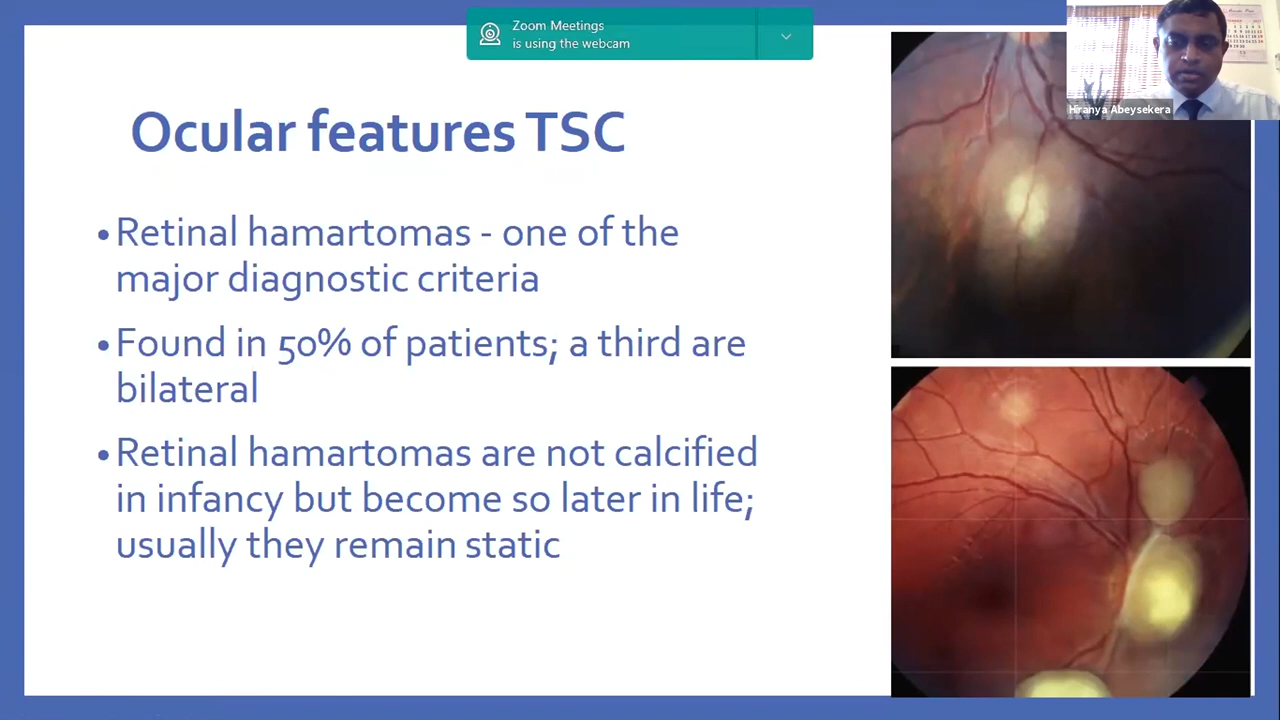 Zoom Meetings
is using the webcam
Hiranya Abeysekera
Ocular features TSC
•Retinal hamartomas - one of the
major diagnostic criteria
•Found in 50% of patients; a third are
bilateral
•Retinal hamartomas are not calcified
in infancy but become so later in life;
usually they remain static